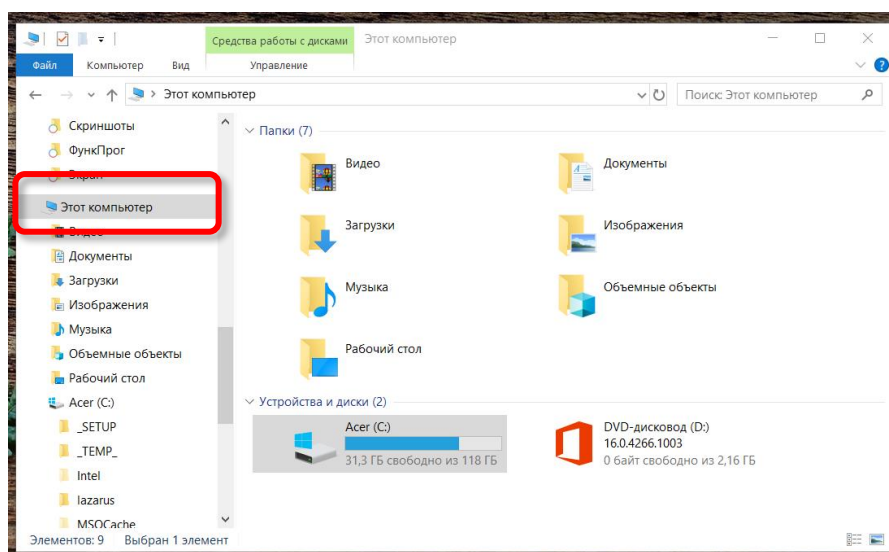 Средства работы с дисками Этот компьютер
Файл Компьютер Вид Управление ?
Этот компьютер Поиск: Этот компьютер
Скриншоты
ФункПрог
Экран
Этот компьютер
Видео
Документы
Загрузки
Изображения
Музыка
Объемные объекты
Рабочий стол
Acer (C:)
_SETUP
_TEMP_
Intel
lazarus
MSOCache
Папки (7)
Видео Документы
Загрузки Изображения
Музыка Объемные объекты
Рабочий стол
Устройства и диски (2)
Acer (C:)
31,3 ГБ свободно из 118 ГБ
DVD-дисковод (D:)
16.0.4266.1003
0 байт свободно из 2,16 ГБ
Элементов: 9 Выбран 1 элемент